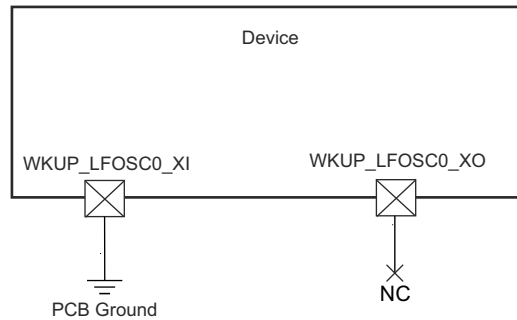 Device
WKUP_LFOSC0_XI
WKUP_LFOSC0_XO
PCB Ground
NC